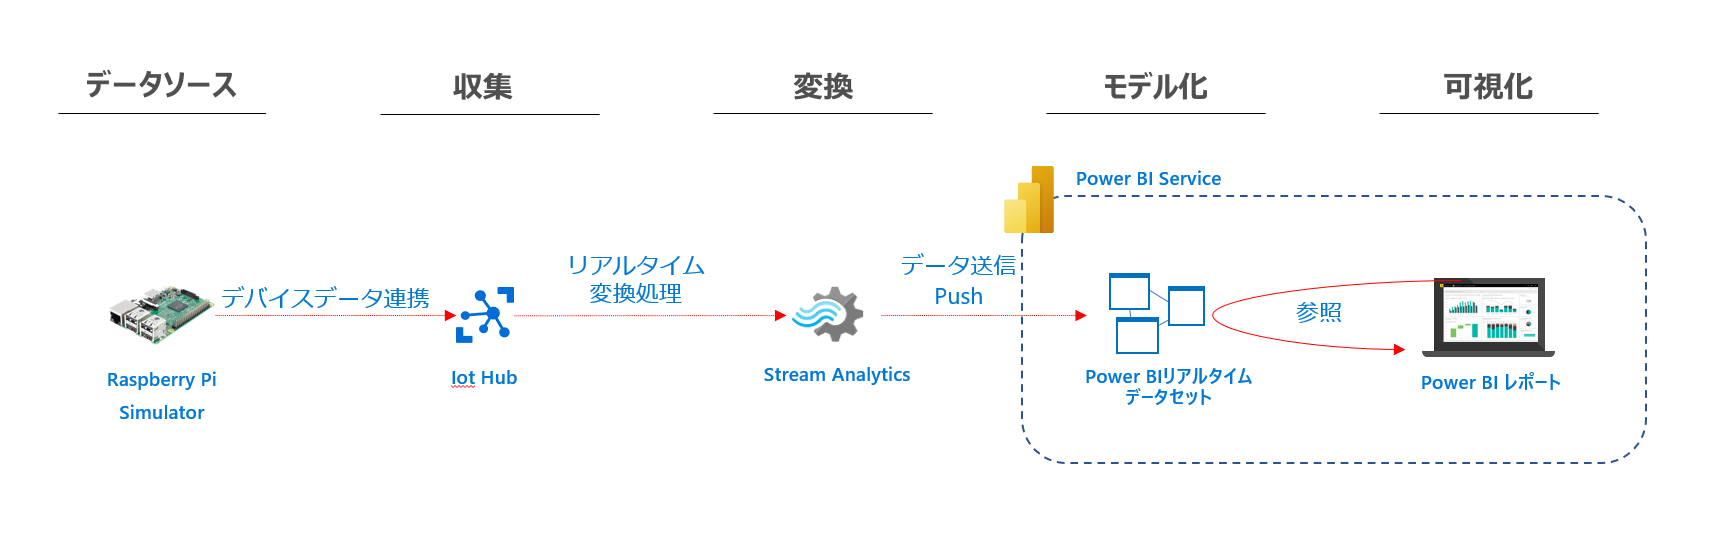 データソース
収集
変換
モデル化
可視化
Power BI Service
デバイスデータ連携
リアルタイム
変換処理
データ送信
Push
参照
Raspberry Pi
Simulator
Iot Hub
Stream Analytics
Power BIリアルタイム
データセット
Power BI レポート